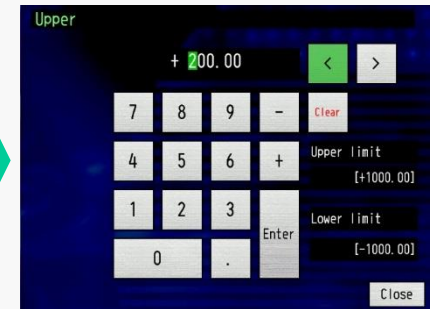 Upper
+ 200.00
< >
7 8 9 - Clear
4 5 6 + Upper limit
[+1000.00]
1 2 3 Enter Lower limit
0 . [-1000.00]
Close